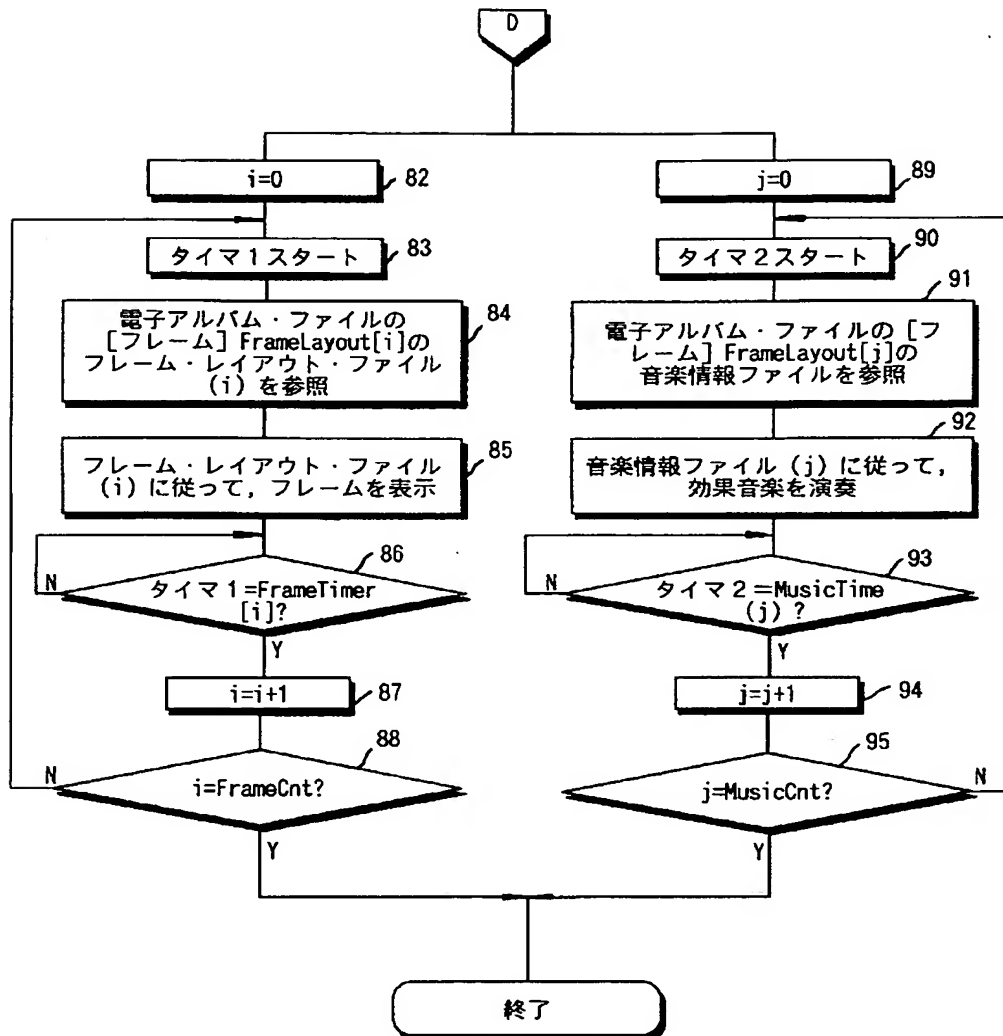 D
i=0
82
タイマ1スタート
83
電子アルバム・ファイルの
[フレーム] FrameLayout[i]の
フレーム・レイアウト・ファイル
(i) を参照
84
フレーム・レイアウト・ファイル
(i) に従って，フレームを表示
85
86
タイマ1=FrameTimer
[i]?
N
Y
i=i+1
87
88
i=FrameCnt?
N
Y
j=0
89
タイマ2スタート
90
91
電子アルバム・ファイルの [フ
レーム] FrameLayout[j]の
音楽情報ファイルを参照
92
音楽情報ファイル (j) に従って，
効果音楽を演奏
93
タイマ2=MusicTime
(j) ?
N
Y
j=j+1
94
95
j=MusicCnt?
N
Y
終了